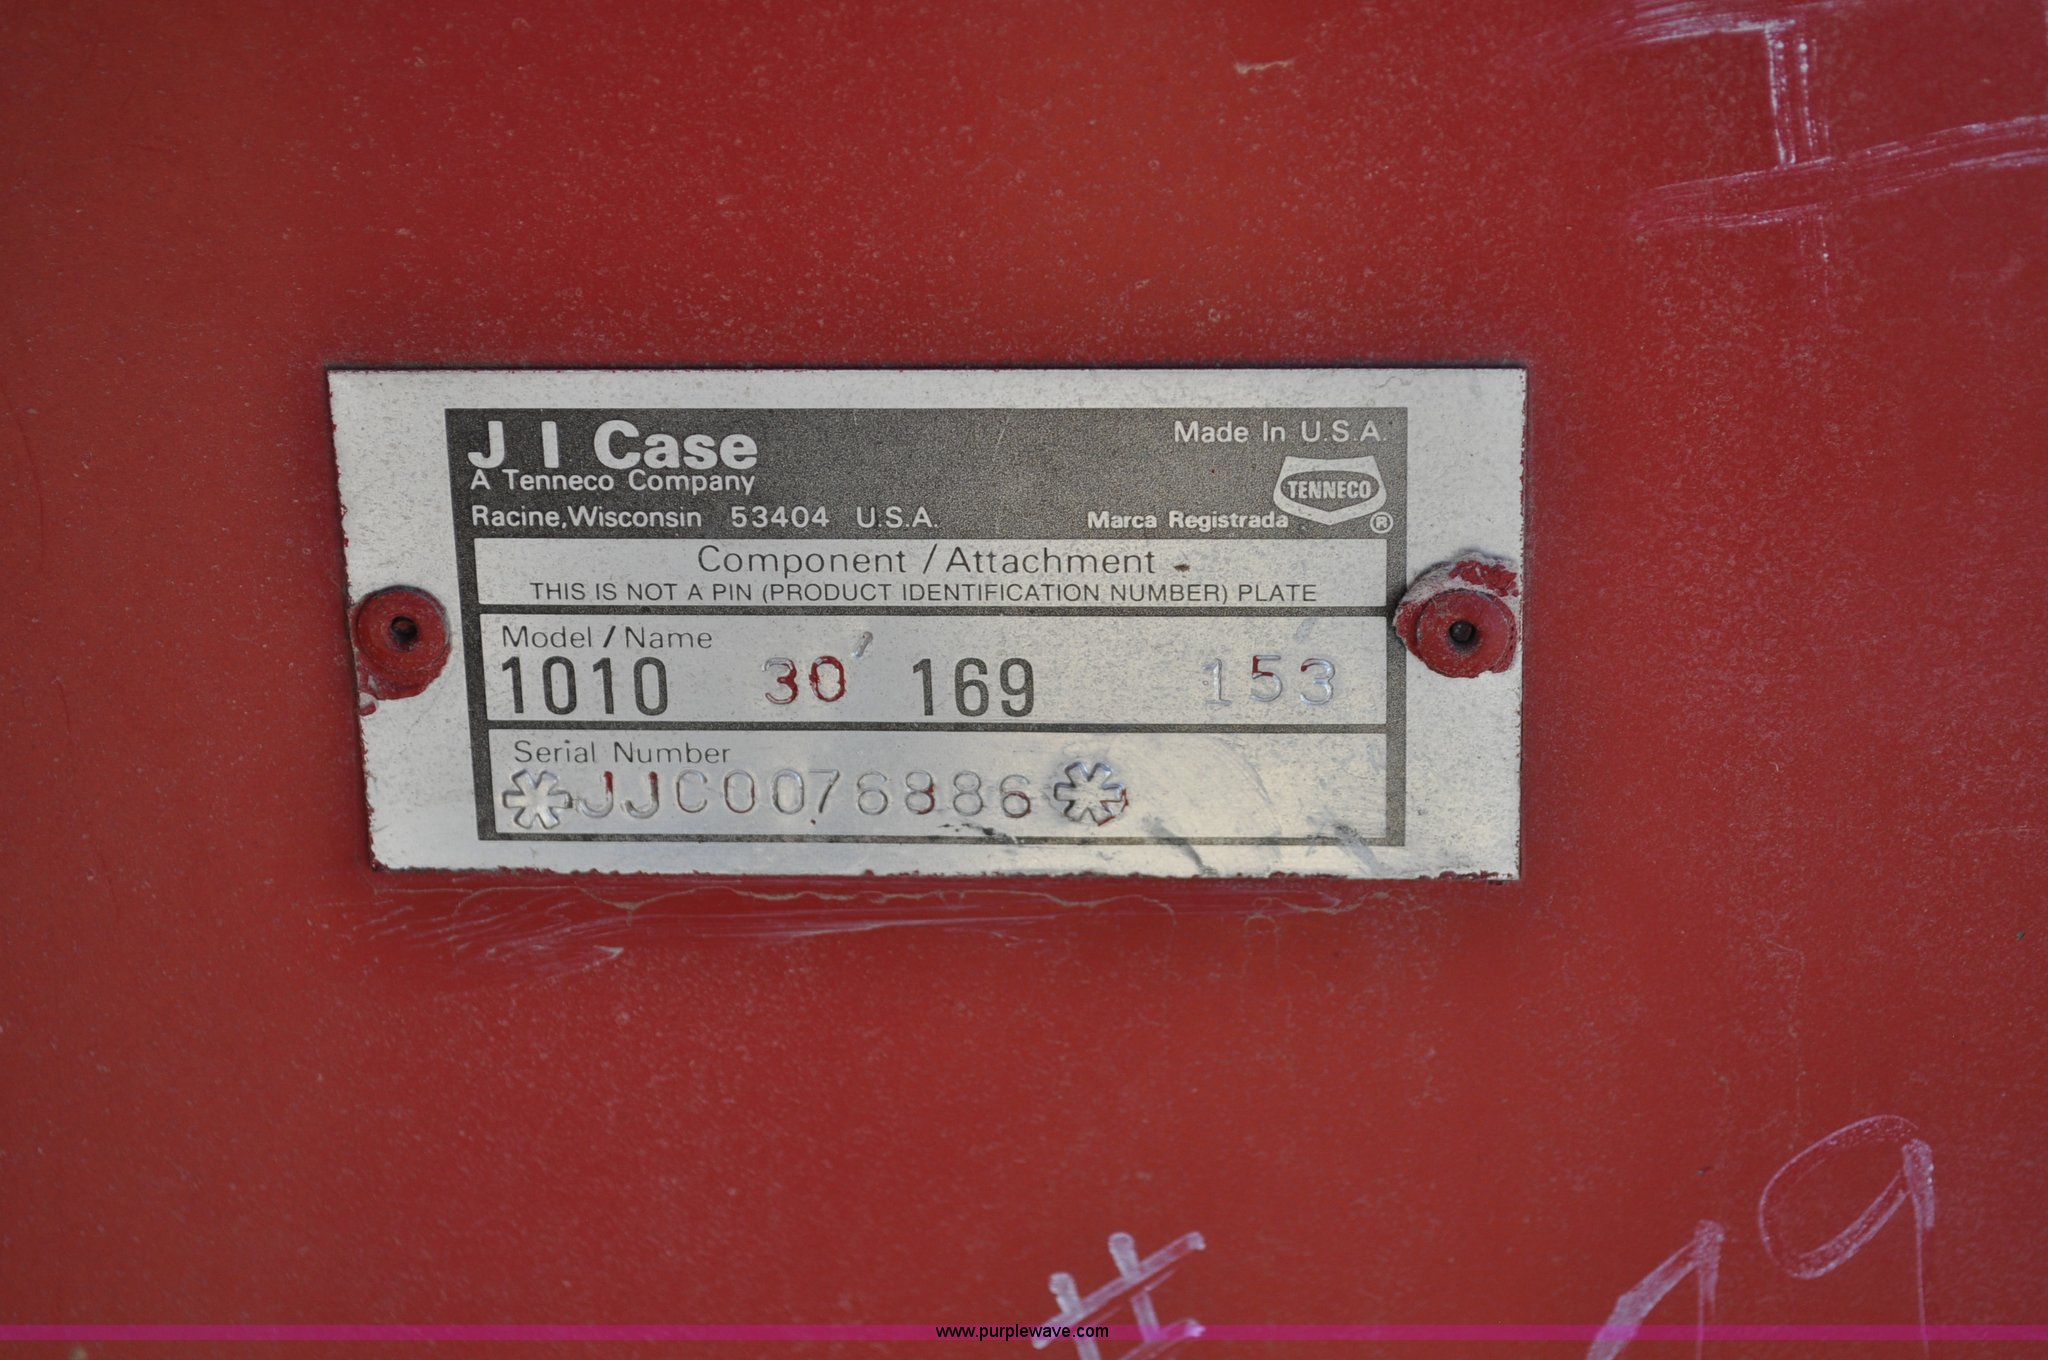 J I Case
A Tenneco Company
Racine, Wisconsin 53404 U.S.A.
Made In U.S.A.
TENNECO
Marca Registrada ®
Component / Attachment
THIS IS NOT A PIN (PRODUCT IDENTIFICATION NUMBER) PLATE
Model / Name
1010 30' 169 153
Serial Number
*JJC0076886*
# 19
www.purplewave.com